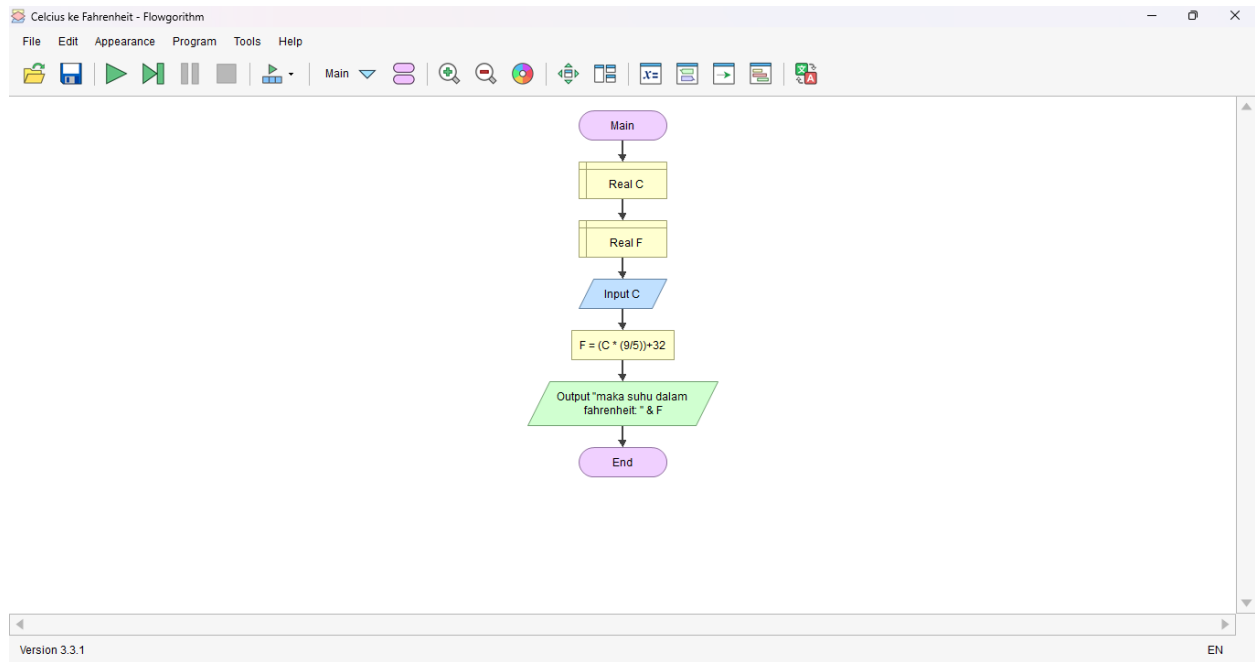 Celcius ke Fahrenheit - Flowgorithm
File Edit Appearance Program Tools Help
Main
x=
A
Main
Real C
Real F
Input C
F = (C * (9/5))+32
Output "maka suhu dalam
fahrenheit: " & F
End
Version 3.3.1
EN